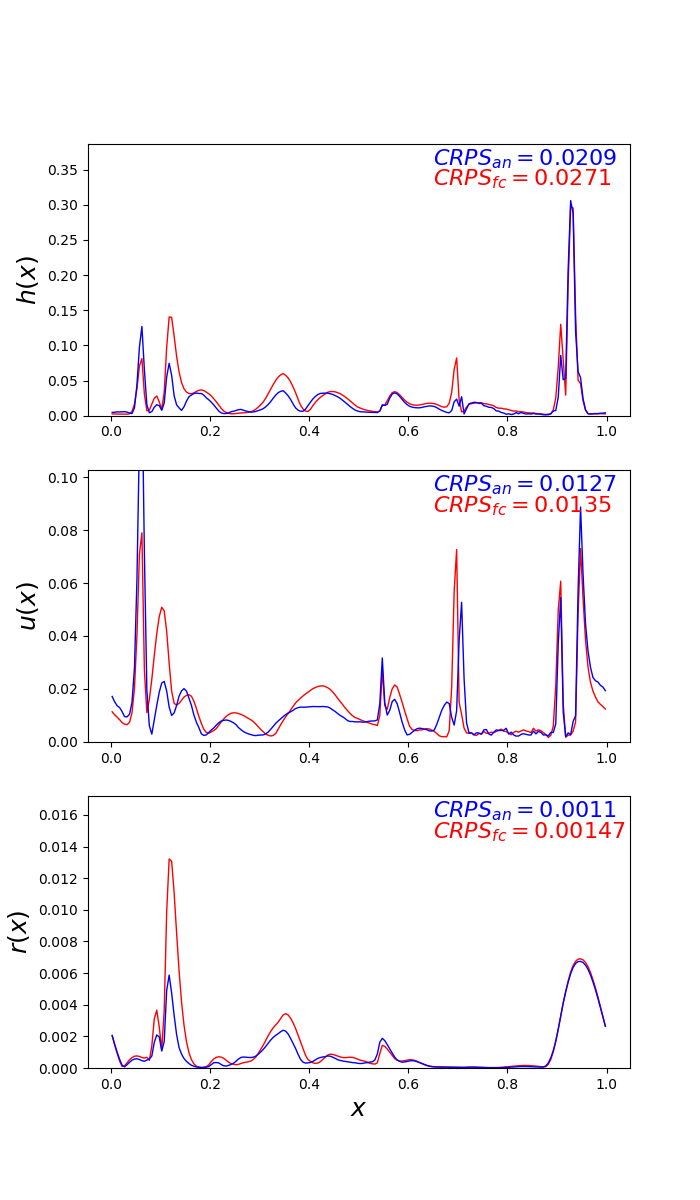 CRPS_an = 0.0209
CRPS_fc = 0.0271
0.35
0.30
0.25
0.20
0.15
0.10
0.05
0.00
h(x)
0.0 0.2 0.4 0.6 0.8 1.0
CRPS_an = 0.0127
CRPS_fc = 0.0135
0.10
0.08
0.06
0.04
0.02
0.00
u(x)
0.0 0.2 0.4 0.6 0.8 1.0
CRPS_an = 0.0011
CRPS_fc = 0.00147
0.016
0.014
0.012
0.010
0.008
0.006
0.004
0.002
0.000
r(x)
0.0 0.2 0.4 0.6 0.8 1.0
x